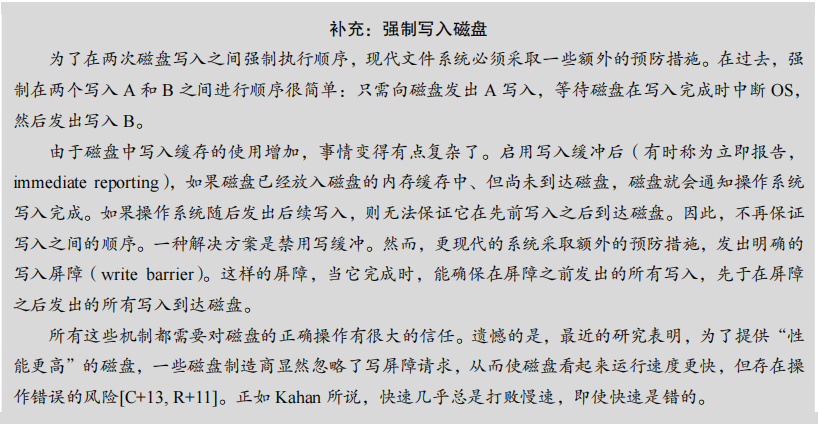 补充：强制写入磁盘
为了在两次磁盘写入之间强制执行顺序，现代文件系统必须采取一些额外的预防措施。在过去，强
制在两个写入 A 和 B 之间进行顺序很简单：只需向磁盘发出 A 写入，等待磁盘在写入完成时中断 OS，
然后发出写入 B。
由于磁盘中写入缓存的使用增加，事情变得有点复杂了。启用写入缓冲后（有时称为立即报告，
immediate reporting），如果磁盘已经放入磁盘的内存缓存中、但尚未到达磁盘，磁盘就会通知操作系统
写入完成。如果操作系统随后发出后续写入，则无法保证它在先前写入之后到达磁盘。因此，不再保证
写入之间的顺序。一种解决方案是禁用写缓冲。然而，更现代的系统采取额外的预防措施，发出明确的
写入屏障（write barrier）。这样的屏障，当它完成时，能确保在屏障之前发出的所有写入，先于在屏障
之后发出的所有写入到达磁盘。
所有这些机制都需要对磁盘的正确操作有很大的信任。遗憾的是，最近的研究表明，为了提供“性
能更高”的磁盘，一些磁盘制造商显然忽略了写屏障请求，从而使磁盘看起来运行速度更快，但存在操
作错误的风险[C+13, R+11]。正如 Kahan 所说，快速几乎总是打败慢速，即使快速是错的。